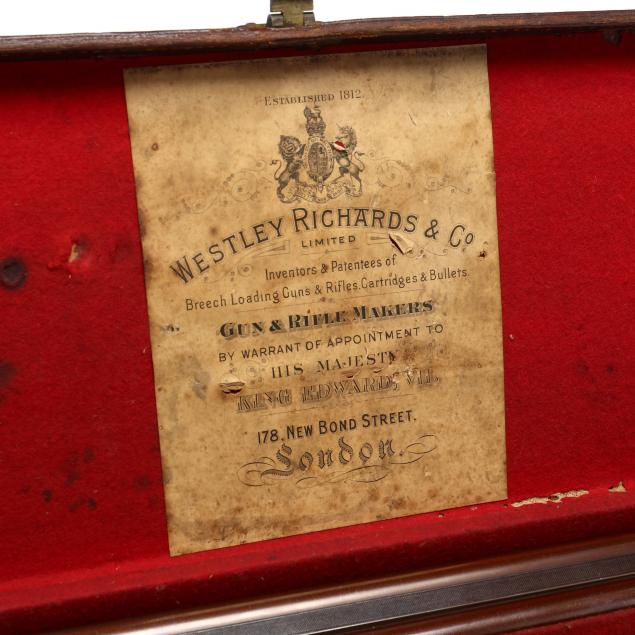 ESTABLISHED 1812.
WESTLEY RICHARDS & Co
LIMITED
Inventors & Patentees of
Breech Loading Guns & Rifles, Cartridges & Bullets.
GUN & RIFLE MAKERS
BY WARRANT OF APPOINTMENT TO
HIS MAJESTY
KING EDWARD, VII.
178, NEW BOND STREET.
London.